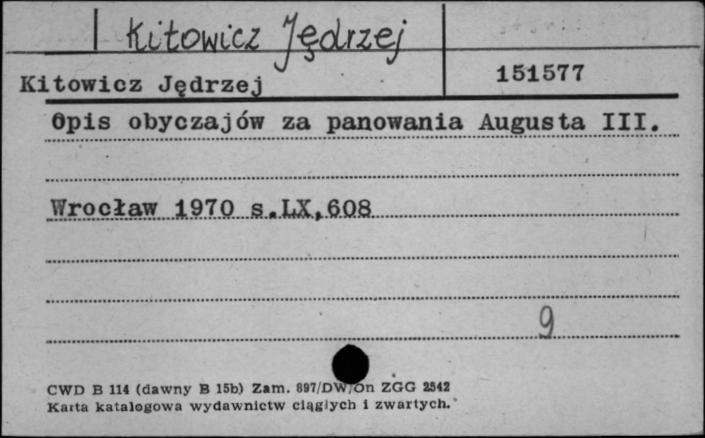 Kitowicz Jędrzej
Kitowicz Jędrzej 151577
Opis obyczajów za panowania Augusta III.
Wrocław 1970 s.LX,608
9
CWD B 114 (dawny B 15b) Zam. 897/DW/On ZGG 2542
Karta katalogowa wydawnictw ciągłych i zwartych.